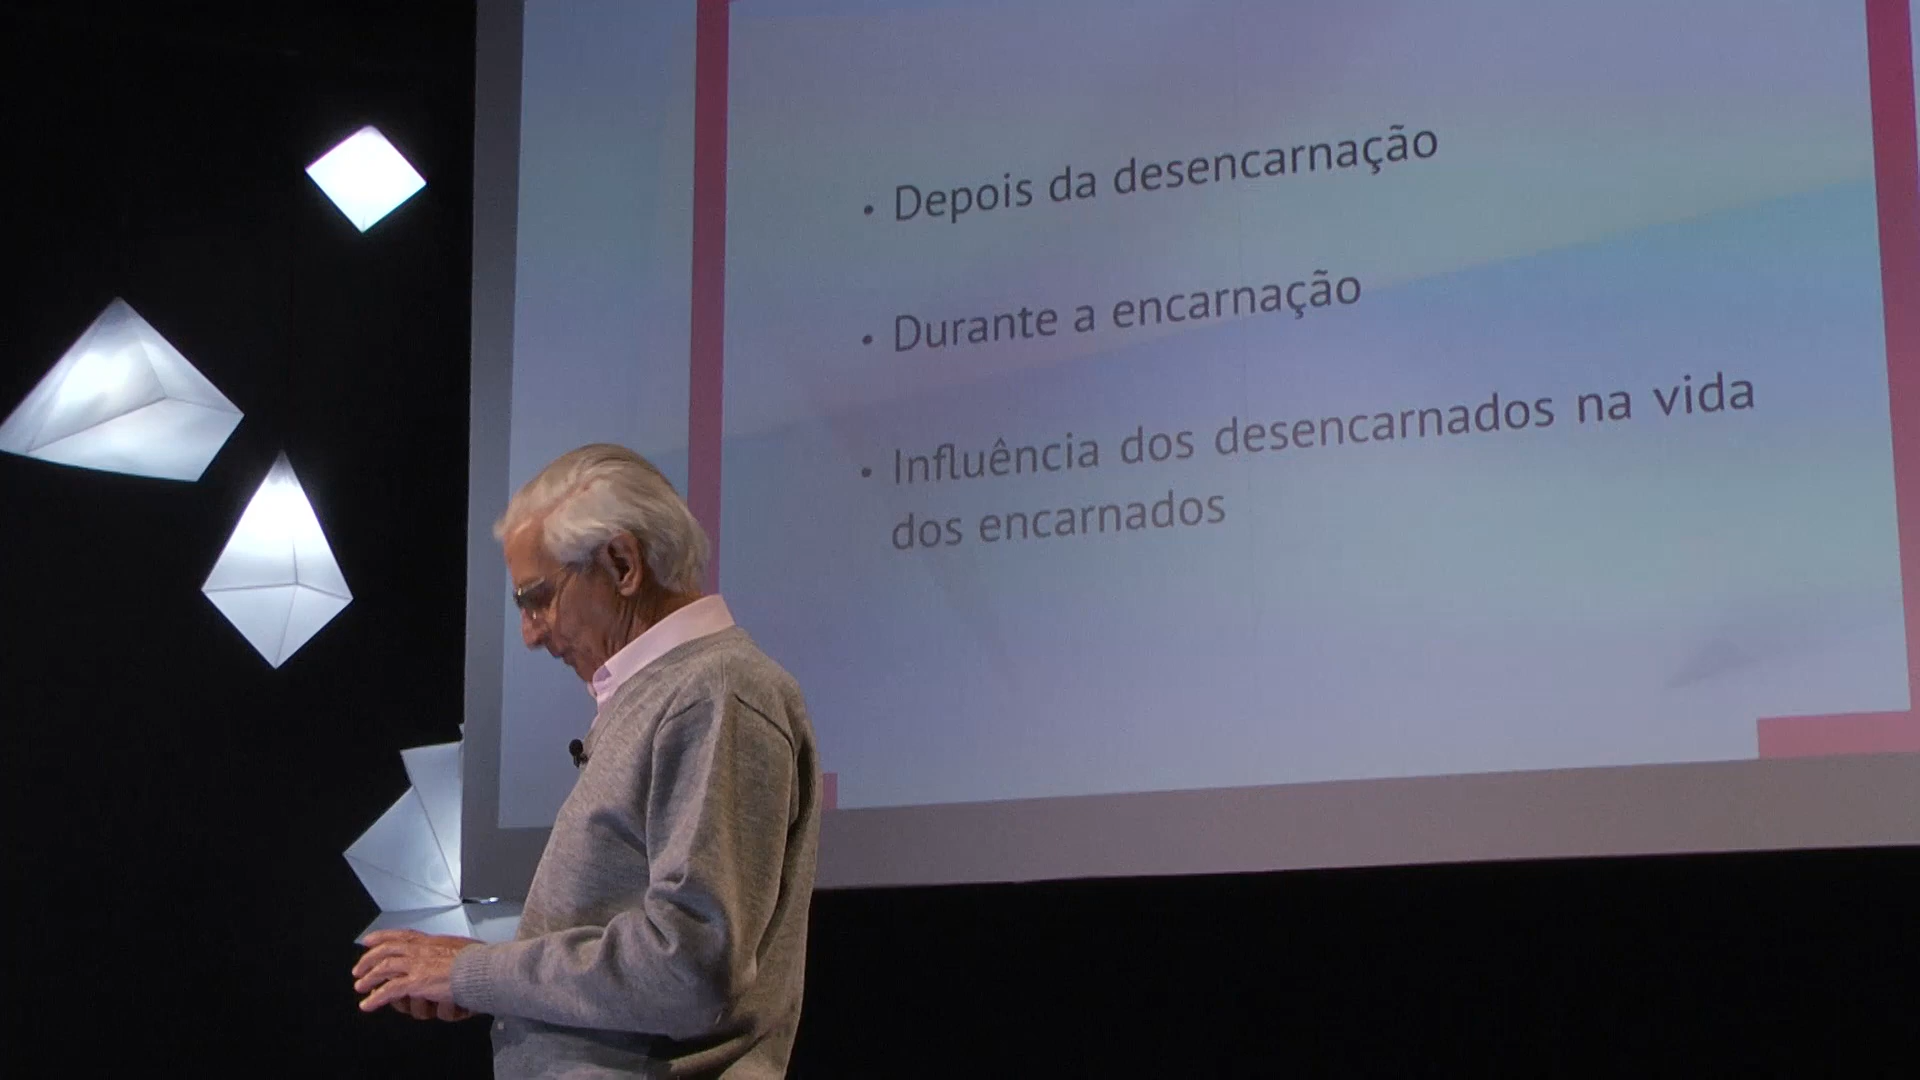 • Depois da desencarnação
• Durante a encarnação
• Influência dos desencarnados na vida
dos encarnados